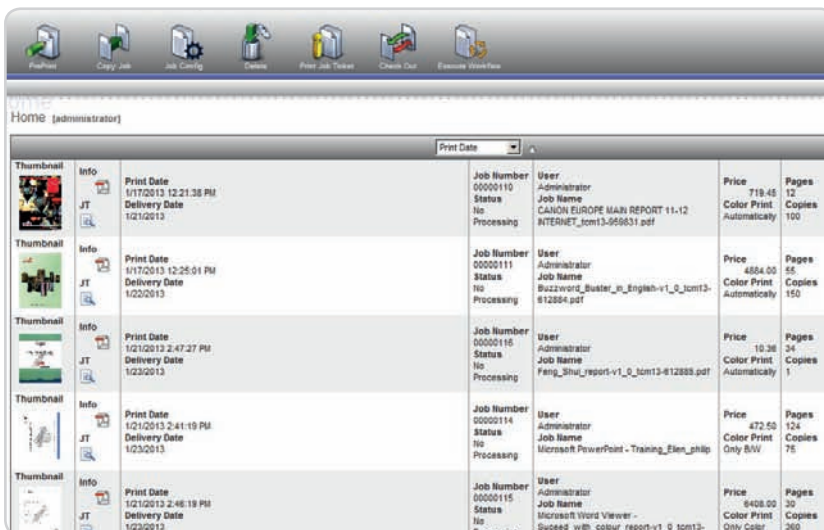 PrePrint Copy Job Job Config Delete Print Job Ticket Check Out Execute Workflow
Home [administrator]
Print Date
Thumbnail
Info
JT
Print Date
1/17/2013 12:21:38 PM
Delivery Date
1/21/2013
Job Number
00000110
Status
No
Processing
User
Administrator
Job Name
CANON EUROPE MAIN REPORT 11-12
INTERNET_tcm13-959831.pdf
Price
719.45
Color Print
Automatically
Pages
12
Copies
100
Thumbnail
Info
JT
Print Date
1/17/2013 12:25:01 PM
Delivery Date
1/22/2013
Job Number
00000111
Status
No
Processing
User
Administrator
Job Name
Buzzword_Buster_in_English-v1_0_tcm13-
612884.pdf
Price
4884.00
Color Print
Automatically
Pages
55
Copies
150
Thumbnail
Info
JT
Print Date
1/21/2013 2:47:27 PM
Delivery Date
1/23/2013
Job Number
00000116
Status
No
Processing
User
Administrator
Job Name
Feng_Shui_report-v1_0_tcm13-612885.pdf
Price
10.36
Color Print
Automatically
Pages
34
Copies
1
Thumbnail
Info
JT
Print Date
1/21/2013 2:41:19 PM
Delivery Date
1/23/2013
Job Number
00000114
Status
No
Processing
User
Administrator
Job Name
Microsoft PowerPoint - Training_Ellen_philip
Price
472.50
Color Print
Only B/W
Pages
124
Copies
75
Thumbnail
Info
JT
Print Date
1/21/2013 2:46:19 PM
Delivery Date
1/23/2013
Job Number
00000115
Status
No
User
Administrator
Job Name
Microsoft Word Viewer -
Suceed_with_colour_report-v1_0_tcm13-
Price
6408.00
Color Print
Only Color
Pages
30
Copies
360